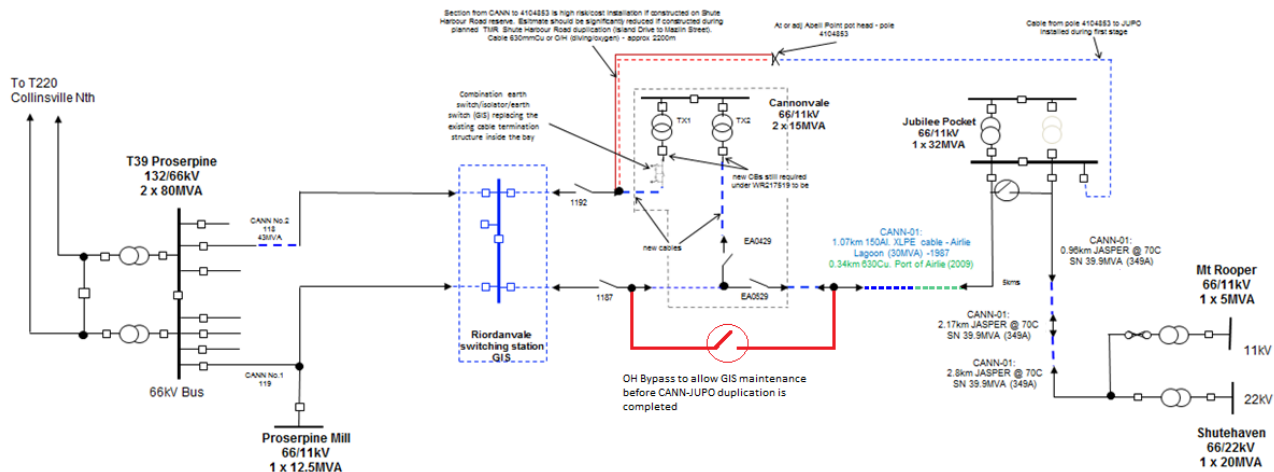 Section from CANN to 4104853 is high risk/cost installation if constructed on Shute
Harbour Road reserve. Esitmate should be significantly reduced if constructed during
planned TMR Shute Harbour Road duplication (Island Drive to Mazlin Street).
Cable 630mmCu or O/H (diving/oxygen) - approx 2200m
At or adj Abell Point pot head - pole
4104853
Cable from pole 4104853 to JUPO
installed during first stage
To T220
Collinsville Nth
Combination earth
switch/isolator/earth
switch (GIS) replacing the
existing cable termination
structure inside the bay
TX1
TX2
Cannonvale
66/11kV
2 x 15MVA
Jubilee Pocket
66/11kV
1 x 32MVA
T39 Proserpine
132/66kV
2 x 80MVA
new CBs still required
under WR217519 to be
1192
CANN No.2
118
43MVA
new cables
EA0429
CANN-01:
1.07km 150Al. XLPE cable - Airlie
Lagoon (30MVA) -1987
0.34km 630Cu. Port of Airlie (2009)
CANN-01:
0.96km JASPER @ 70C
SN 39.9MVA (349A)
Mt Rooper
66/11kV
1 x 5MVA
5kms
1187
EA0529
CANN-01:
2.17km JASPER @ 70C
SN 39.9MVA (349A)
Riordanvale
switching station
GIS
11kV
CANN-01:
2.8km JASPER @ 70C
SN 39.9MVA (349A)
CANN No.1
119
66kV Bus
OH Bypass to allow GIS maintenance
before CANN-JUPO duplication is
completed
22kV
Proserpine Mill
66/11kV
1 x 12.5MVA
Shutehaven
66/22kV
1 x 20MVA